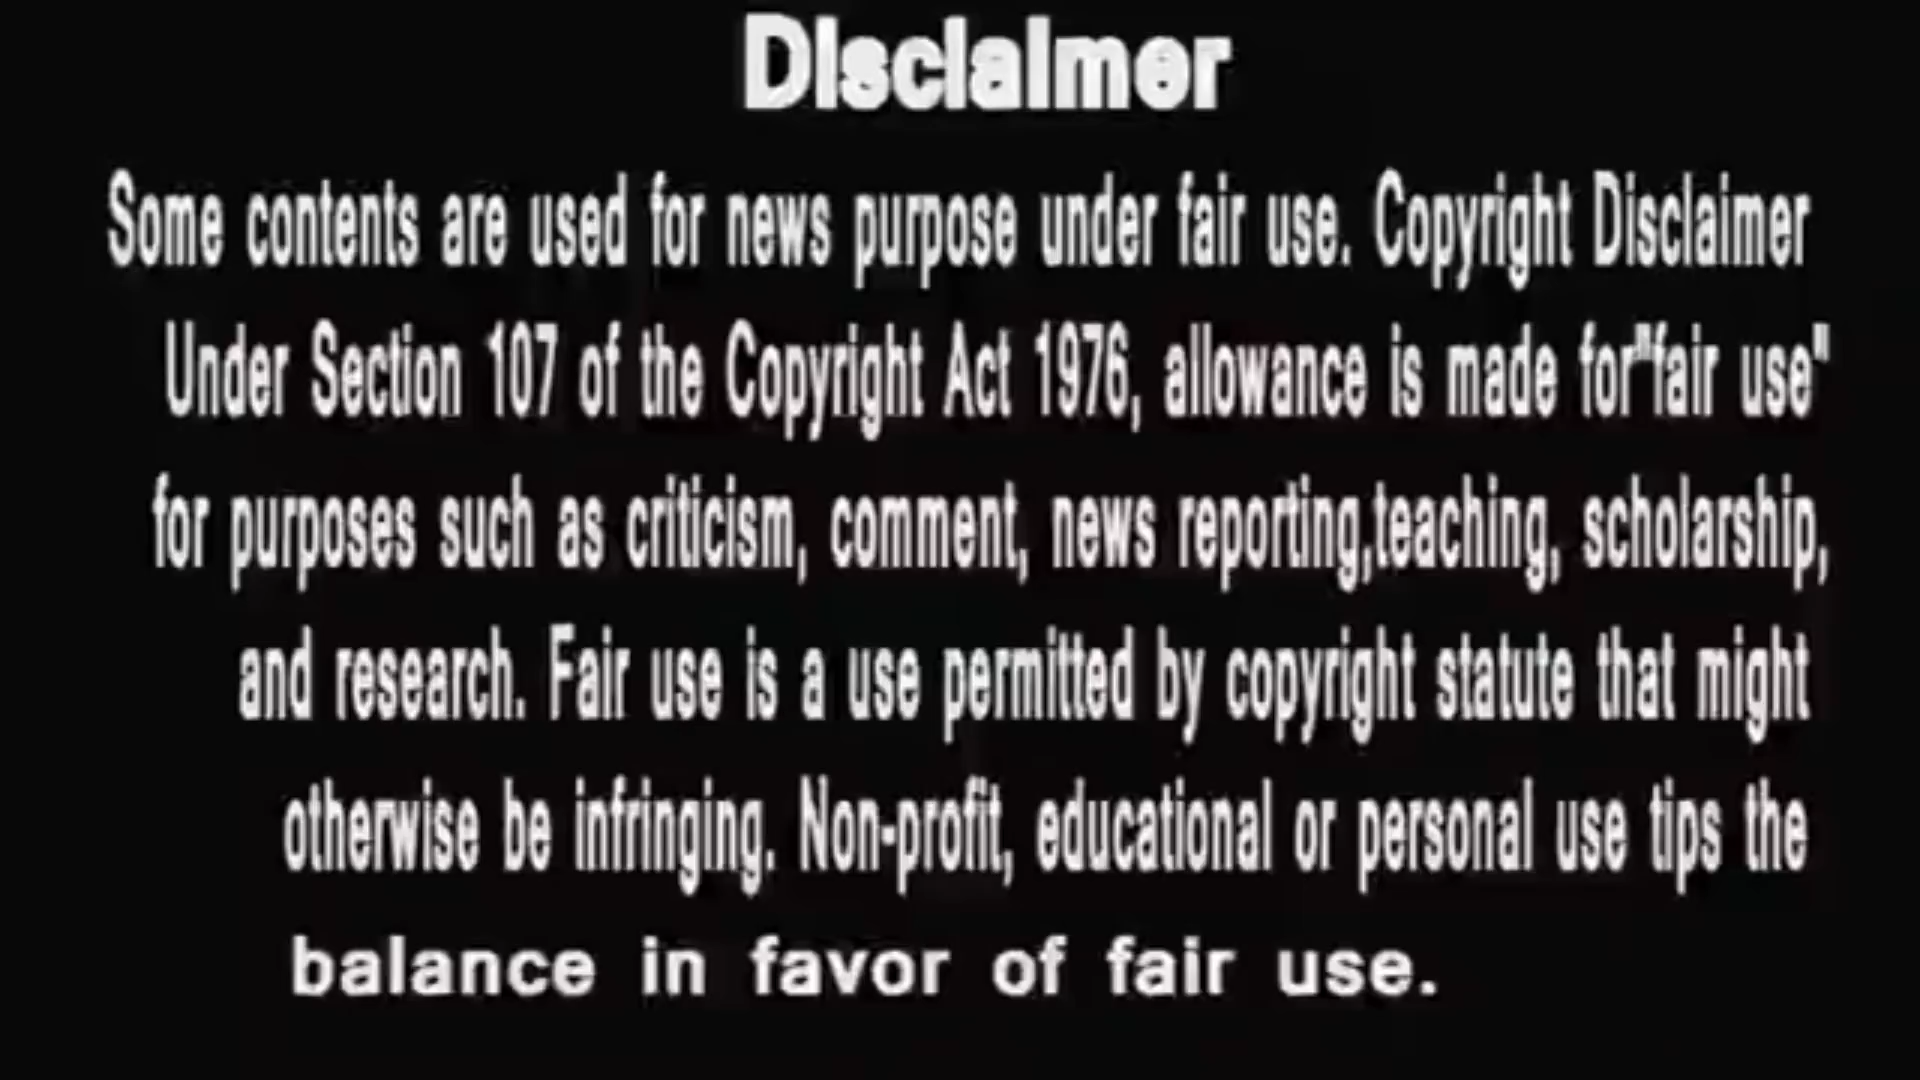 Disclaimer
Some contents are used for news purpose under fair use. Copyright Disclaimer
Under Section 107 of the Copyright Act 1976, allowance is made for"fair use"
for purposes such as criticism, comment, news reporting,teaching, scholarship,
and research. Fair use is a use permitted by copyright statute that might
otherwise be infringing. Non-profit, educational or personal use tips the
balance in favor of fair use.